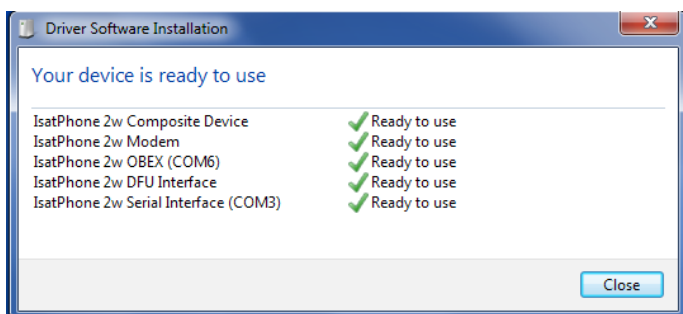 Driver Software Installation
Your device is ready to use
IsatPhone 2w Composite Device Ready to use
IsatPhone 2w Modem Ready to use
IsatPhone 2w OBEX (COM6) Ready to use
IsatPhone 2w DFU Interface Ready to use
IsatPhone 2w Serial Interface (COM3) Ready to use
Close